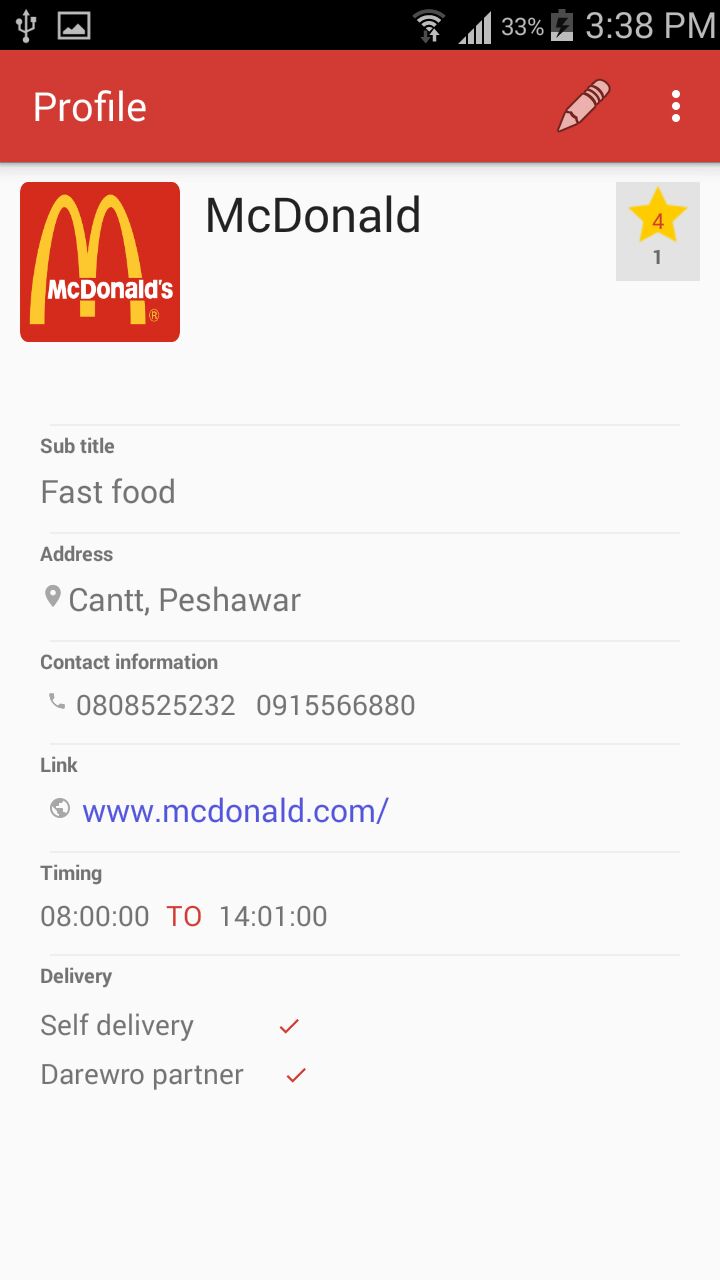 33% 3:38 PM
Profile
McDonald
4
1
McDonald's
®
Sub title
Fast food
Address
Cantt, Peshawar
Contact information
0808525232 0915566880
Link
www.mcdonald.com/
Timing
08:00:00 TO 14:01:00
Delivery
Self delivery
Darewro partner